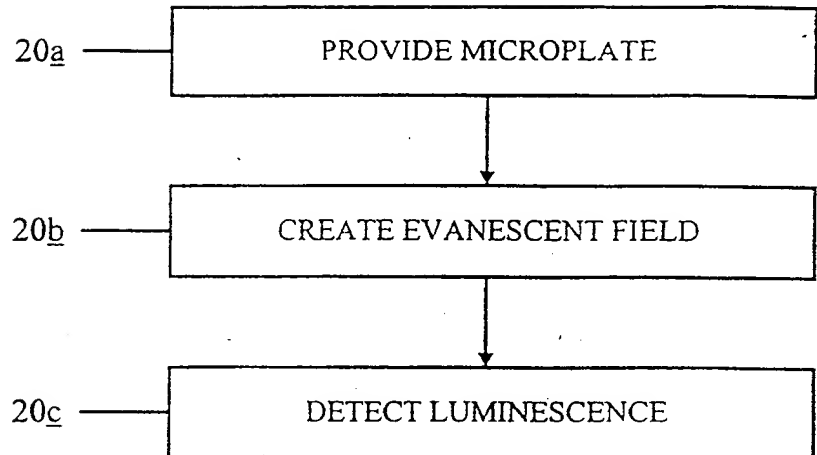 20a PROVIDE MICROPLATE
20b CREATE EVANESCENT FIELD
20c DETECT LUMINESCENCE